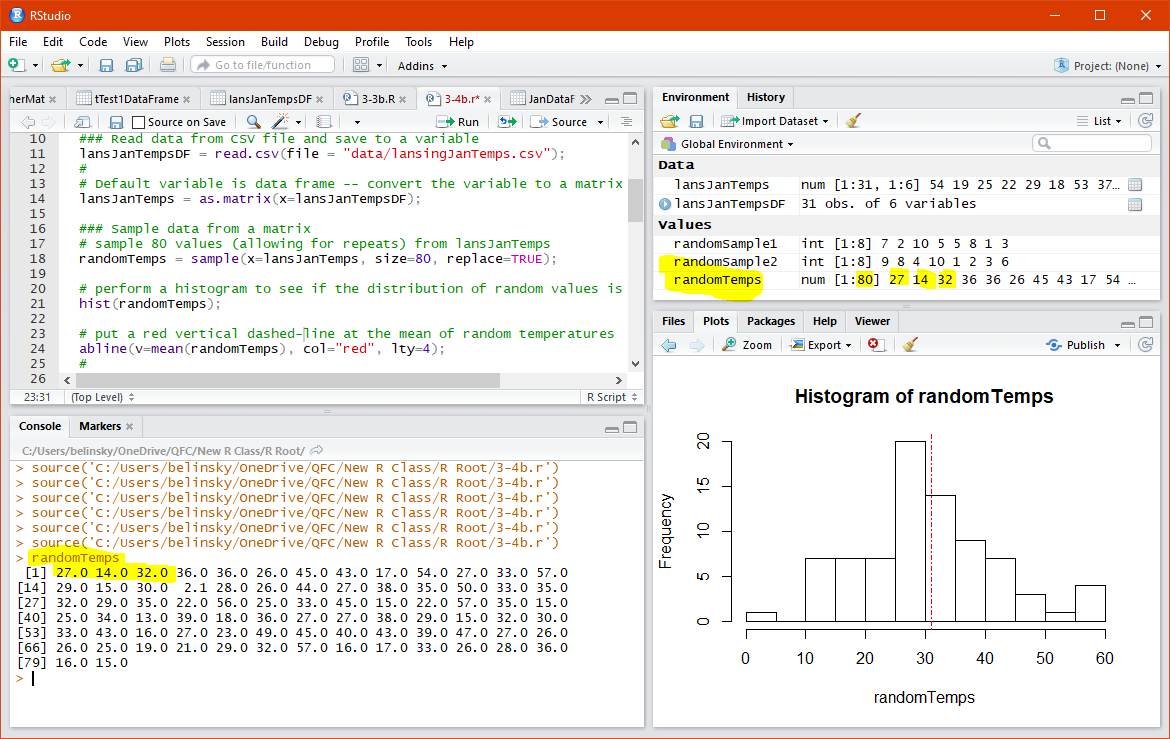 RStudio
File Edit Code View Plots Session Build Debug Profile Tools Help
Go to file/function Addins Project: (None)
herMat tTest1DataFrame lansJanTempsDF 3-3b.R 3-4b.r* JanDataF
Source on Save Run Source
10 ### Read data from CSV file and save to a variable
11 lansJanTempsDF = read.csv(file = "data/lansingJanTemps.csv");
12 #
13 # Default variable is data frame -- convert the variable to a matrix
14 lansJanTemps = as.matrix(x=lansJanTempsDF);
15
16 ### Sample data from a matrix
17 # sample 80 values (allowing for repeats) from lansJanTemps
18 randomTemps = sample(x=lansJanTemps, size=80, replace=TRUE);
19
20 # perform a histogram to see if the distribution of random values is
21 hist(randomTemps);
22
23 # put a red vertical dashed-line at the mean of random temperatures
24 abline(v=mean(randomTemps), col="red", lty=4);
25 #
26
23:31 (Top Level) R Script
Console Markers
C:/Users/belinsky/OneDrive/QFC/New R Class/R Root/
> source('C:/Users/belinsky/OneDrive/QFC/New R Class/R Root/3-4b.r')
> source('C:/Users/belinsky/OneDrive/QFC/New R Class/R Root/3-4b.r')
> source('C:/Users/belinsky/OneDrive/QFC/New R Class/R Root/3-4b.r')
> source('C:/Users/belinsky/OneDrive/QFC/New R Class/R Root/3-4b.r')
> source('C:/Users/belinsky/OneDrive/QFC/New R Class/R Root/3-4b.r')
> source('C:/Users/belinsky/OneDrive/QFC/New R Class/R Root/3-4b.r')
> randomTemps
[1] 27.0 14.0 32.0 36.0 36.0 26.0 45.0 43.0 17.0 54.0 27.0 33.0 57.0
[14] 29.0 15.0 30.0 2.1 28.0 26.0 44.0 27.0 38.0 35.0 50.0 33.0 35.0
[27] 32.0 29.0 35.0 22.0 56.0 25.0 33.0 45.0 15.0 22.0 57.0 35.0 15.0
[40] 25.0 34.0 13.0 39.0 18.0 36.0 27.0 27.0 38.0 29.0 15.0 32.0 30.0
[53] 33.0 43.0 16.0 27.0 23.0 49.0 45.0 40.0 43.0 39.0 47.0 27.0 26.0
[66] 26.0 25.0 19.0 21.0 29.0 32.0 57.0 16.0 17.0 33.0 26.0 28.0 36.0
[79] 16.0 15.0
>
Environment History
Import Dataset List
Global Environment
Data
lansJanTemps num [1:31, 1:6] 54 19 25 22 29 18 53 37…
lansJanTempsDF 31 obs. of 6 variables
Values
randomSample1 int [1:8] 7 2 10 5 5 8 1 3
randomSample2 int [1:8] 9 8 4 10 1 2 3 6
randomTemps num [1:80] 27 14 32 36 36 26 45 43 17 54 …
Files Plots Packages Help Viewer
Zoom Export Publish
Histogram of randomTemps
Frequency
20
15
10
5
0
0 10 20 30 40 50 60
randomTemps